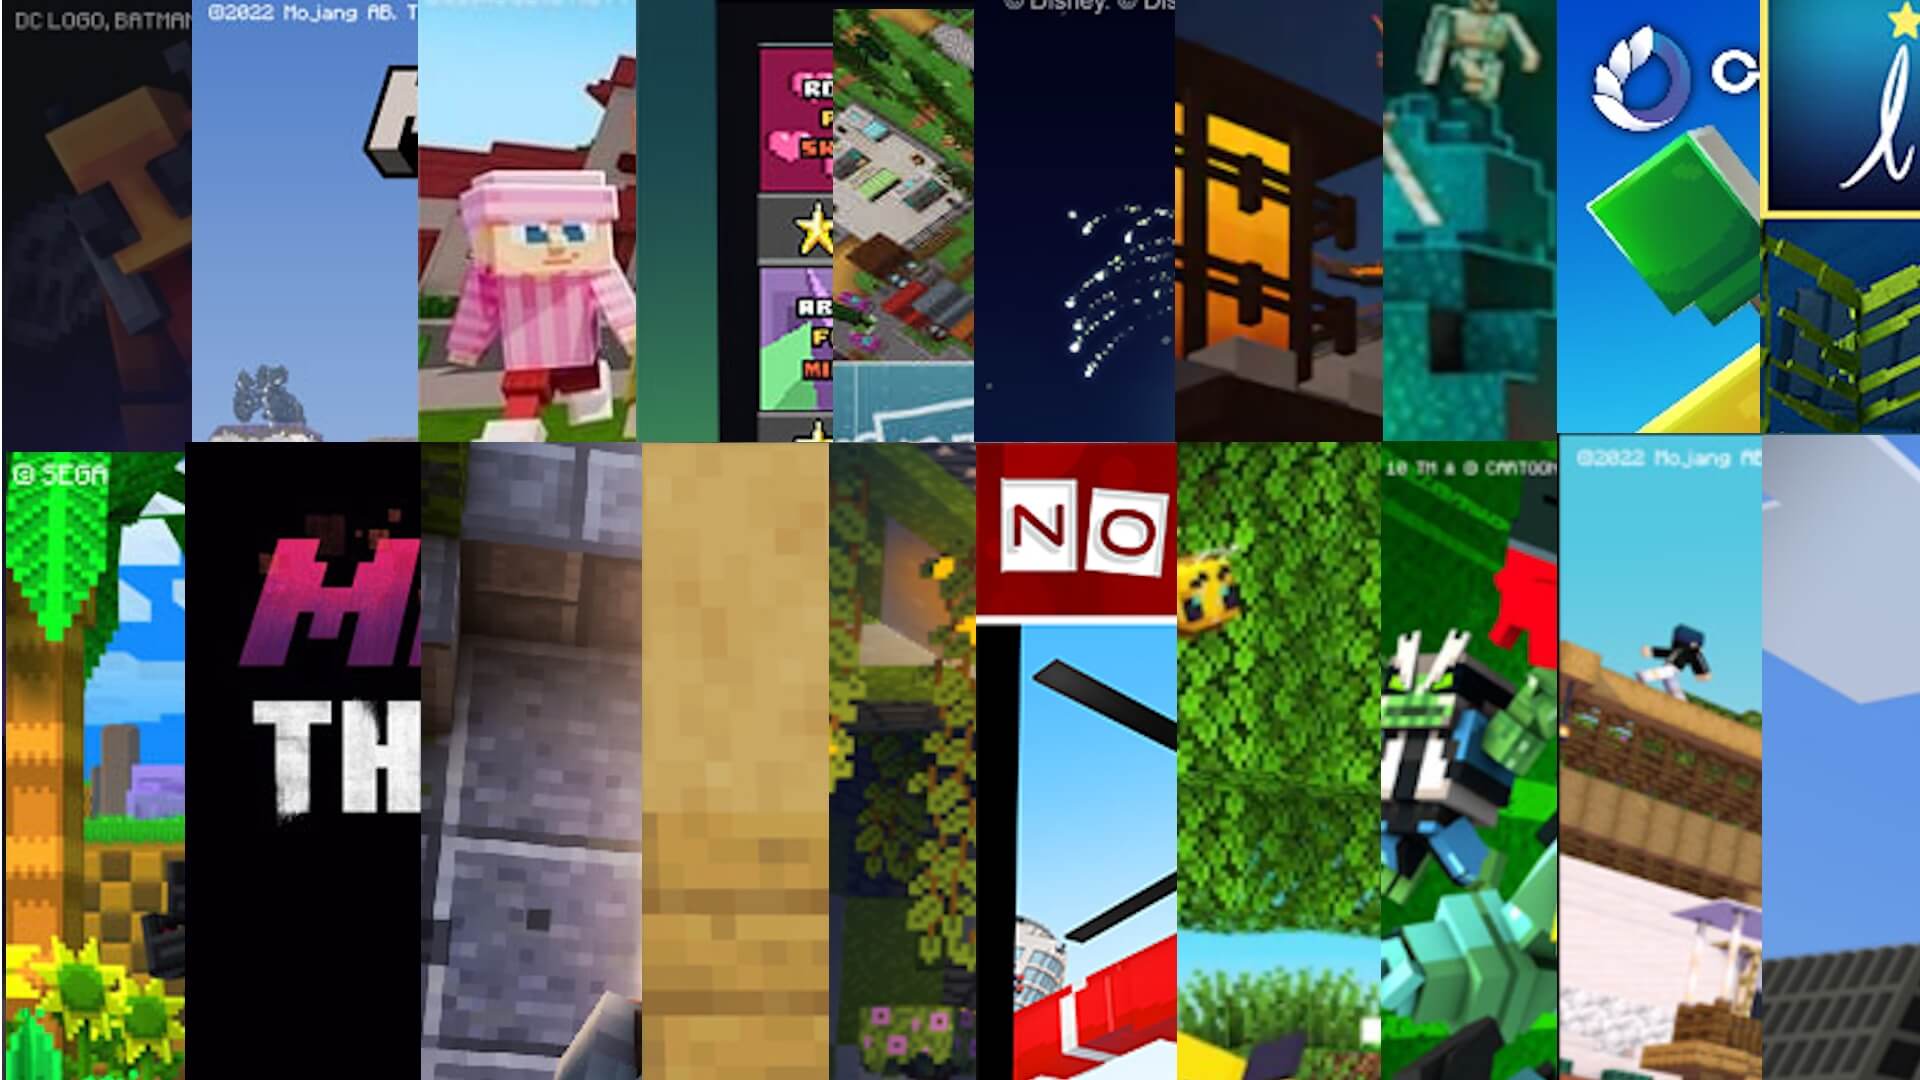 DC LOGO, BATMAN
©2022 Mojang AB. T
© Disney. © Dis
RO
SK
AR
MI
© SEGA
M
TH
NO
10 TM & © CARTOON
©2022 Mojang AB